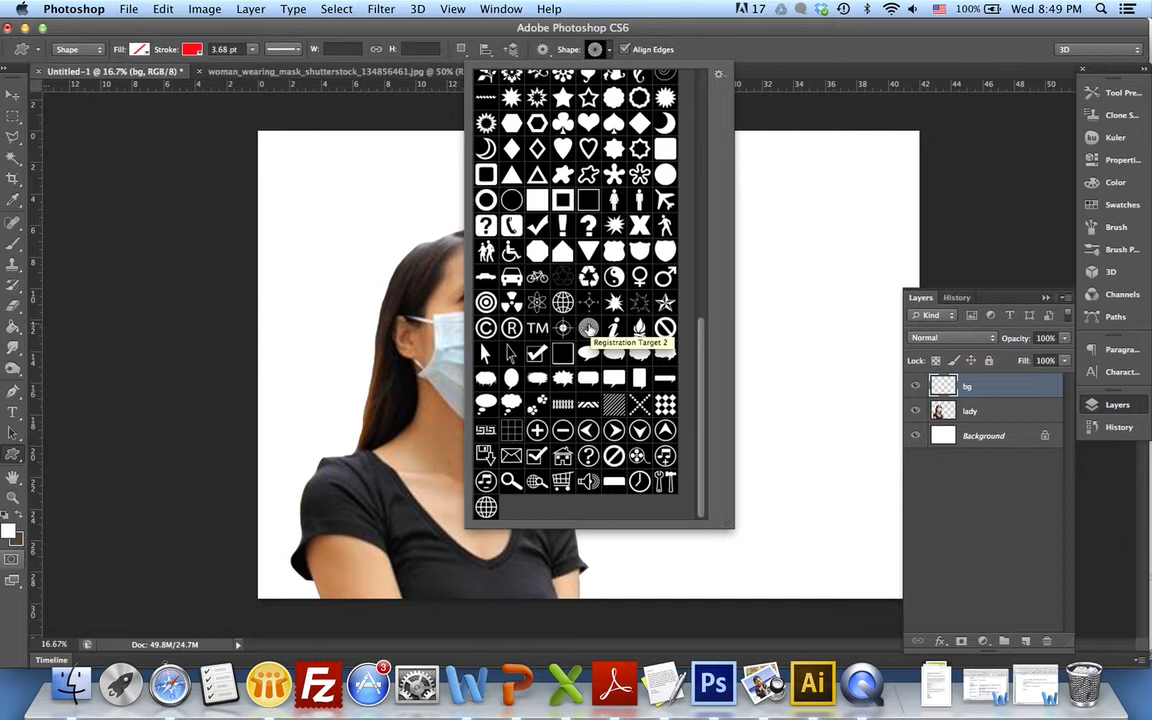 Photoshop File Edit Image Layer Type Select Filter 3D View Window Help 17 100% Wed 8:49 PM
Adobe Photoshop CS6
Shape Fill: Stroke: 3.68 pt W: H: Shape: Align Edges 3D
Untitled-1 @ 16.7% (bg, RGB/8) * woman_wearing_mask_shutterstock_134856461.jpg @ 50% (R
Tool Pre...
Clone S...
Kuler
Properti...
Color
Swatches
Brush
Brush P...
3D
Channels
Paths
Paragra...
Charact...
Layers
History
Registration Target 2
Layers History
Kind
Normal Opacity: 100%
Lock: Fill: 100%
bg
lady
Background
16.67% Doc: 49.8M/24.7M
Timeline
3
Fz
W
P
X
Ps
Ai